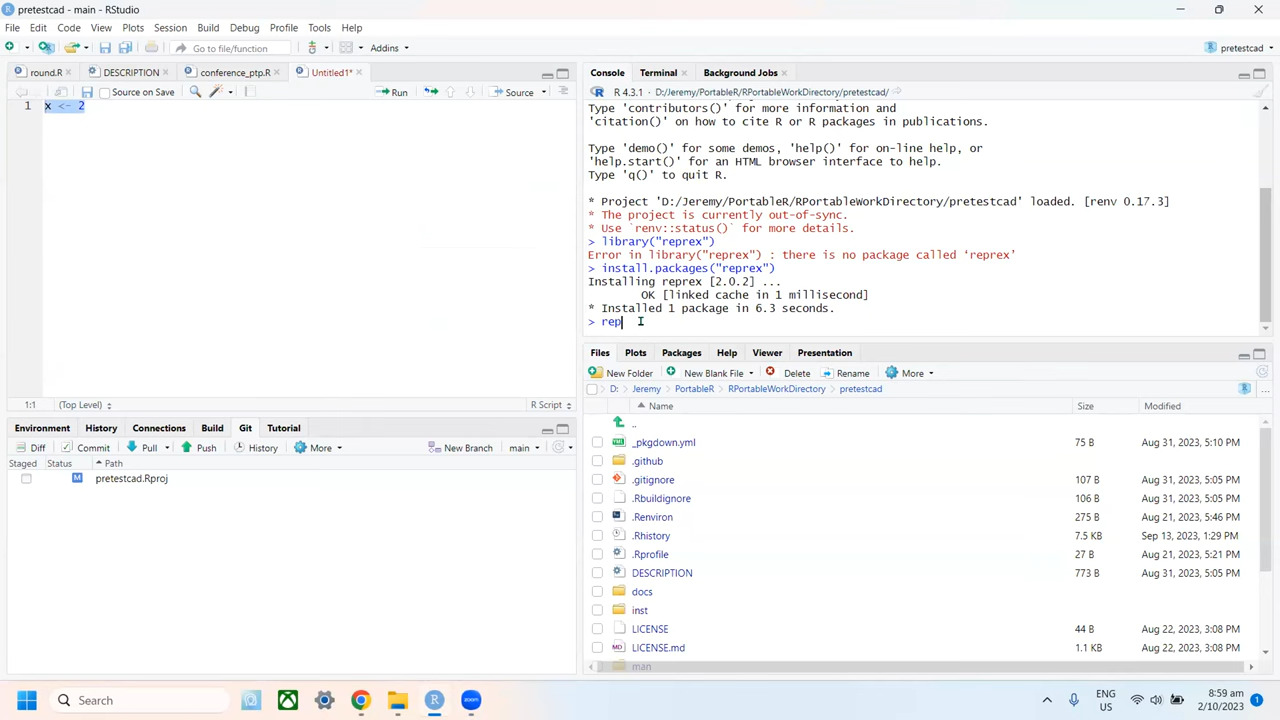 pretestcad - main - RStudio
File Edit Code View Plots Session Build Debug Profile Tools Help
Go to file/function Addins pretestcad
round.R DESCRIPTION conference_ptp.R Untitled1*
Source on Save Run Source
1 x <- 2
1:1 (Top Level) R Script
Console Terminal Background Jobs
R 4.3.1 · D:/Jeremy/PortableR/RPortableWorkDirectory/pretestcad/
Type 'contributors()' for more information and
'citation()' on how to cite R or R packages in publications.
Type 'demo()' for some demos, 'help()' for on-line help, or
'help.start()' for an HTML browser interface to help.
Type 'q()' to quit R.
* Project 'D:/Jeremy/PortableR/RPortableWorkDirectory/pretestcad' loaded. [renv 0.17.3]
* The project is currently out-of-sync.
* Use `renv::status()` for more details.
> library("reprex")
Error in library("reprex") : there is no package called ‘reprex’
> install.packages("reprex")
Installing reprex [2.0.2] ...
OK [linked cache in 1 millisecond]
* Installed 1 package in 6.3 seconds.
> rep
Environment History Connections Build Git Tutorial
Diff Commit Pull Push History More New Branch main
Staged Status Path
M pretestcad.Rproj
Files Plots Packages Help Viewer Presentation
New Folder New Blank File Delete Rename More
D: Jeremy PortableR RPortableWorkDirectory pretestcad ...
Name Size Modified
..
_pkgdown.yml 75 B Aug 31, 2023, 5:10 PM
.github
.gitignore 107 B Aug 31, 2023, 5:05 PM
.Rbuildignore 106 B Aug 31, 2023, 5:05 PM
.Renviron 275 B Aug 21, 2023, 5:46 PM
.Rhistory 7.5 KB Sep 13, 2023, 1:29 PM
.Rprofile 27 B Aug 21, 2023, 5:21 PM
DESCRIPTION 773 B Aug 31, 2023, 5:05 PM
docs
inst
LICENSE 44 B Aug 22, 2023, 3:08 PM
LICENSE.md 1.1 KB Aug 22, 2023, 3:08 PM
man
Search zoom ENG US 8:59 am 2/10/2023 1